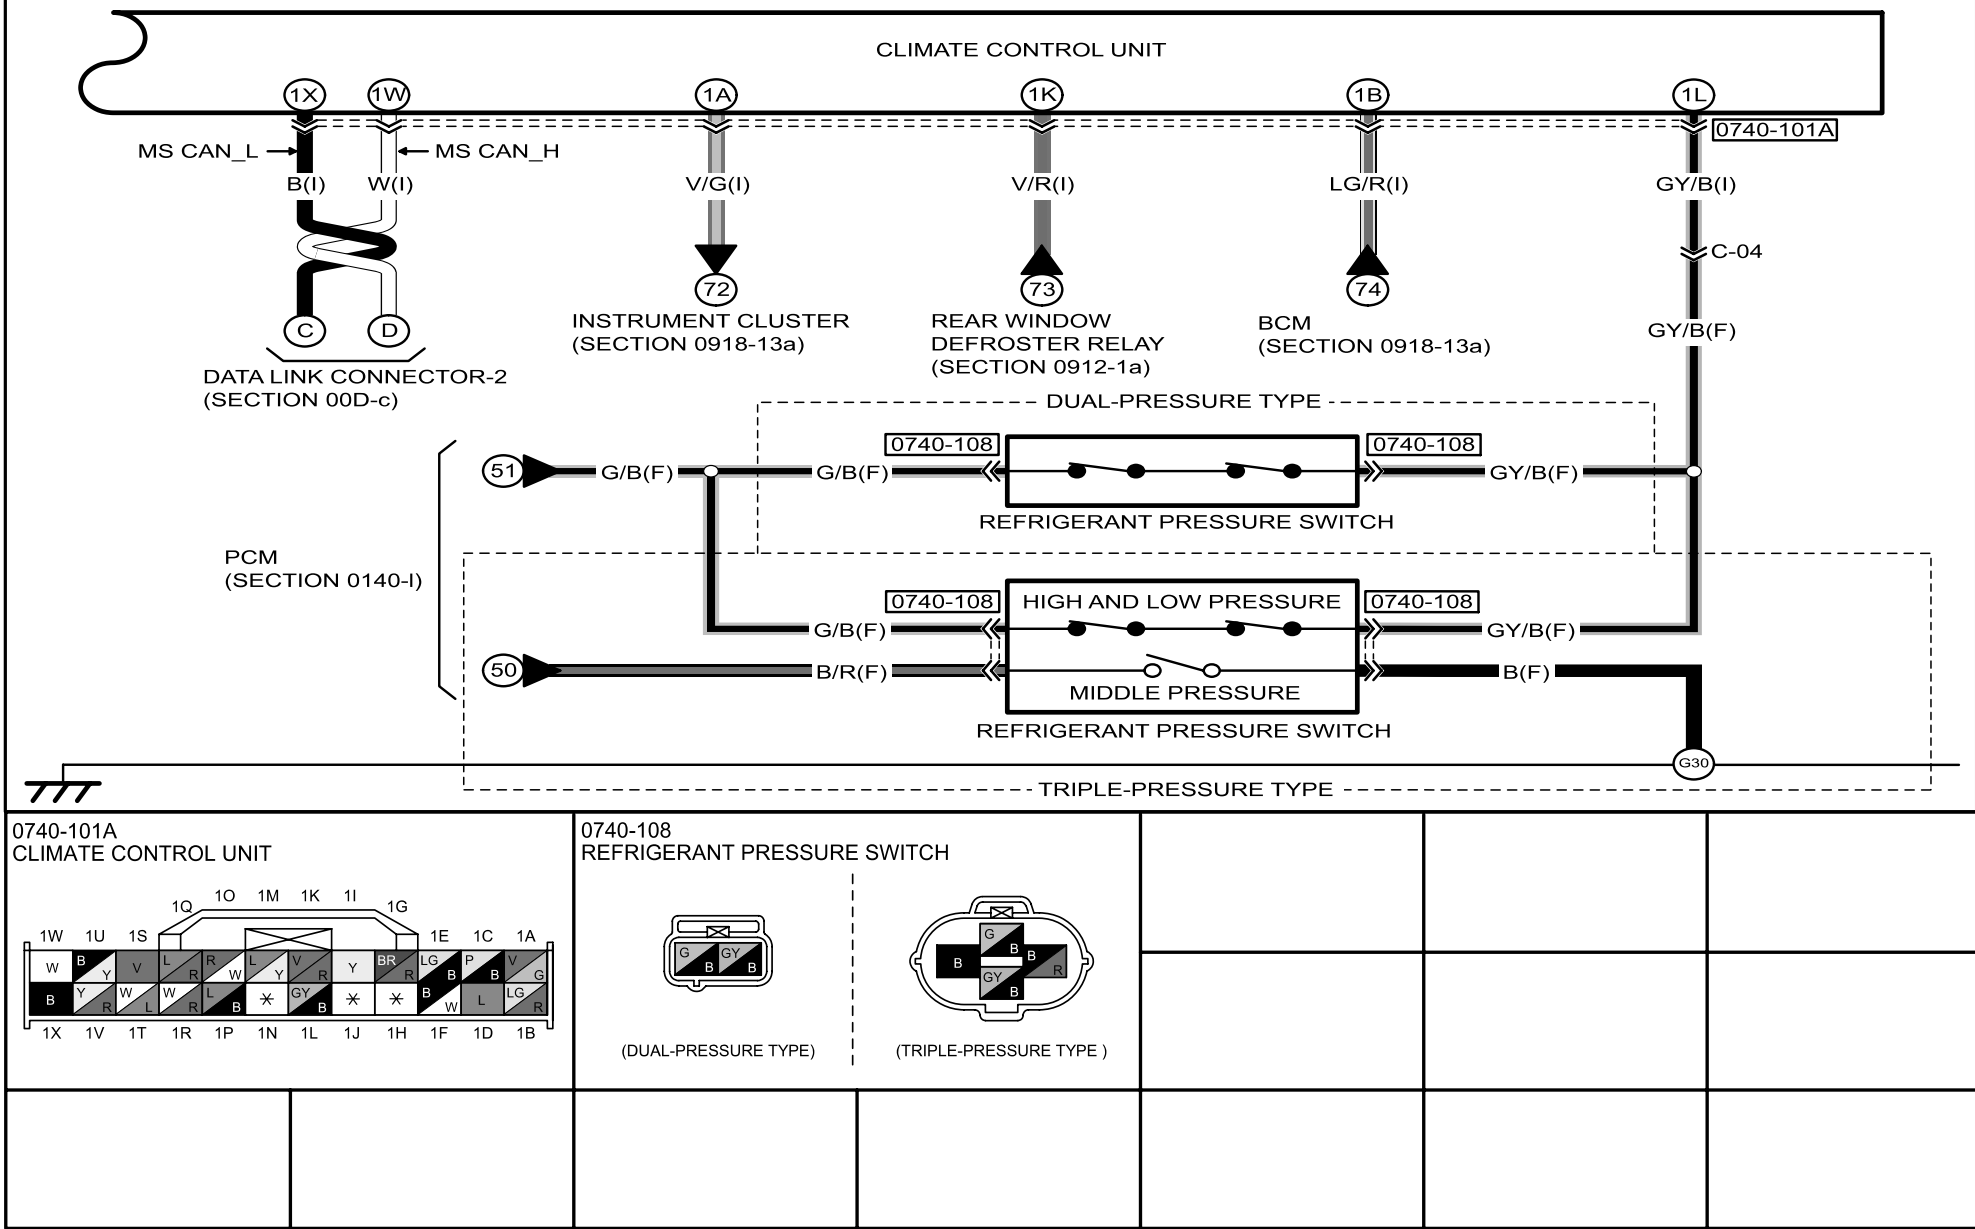 CLIMATE CONTROL UNIT
1X 1W 1A 1K 1B 1L
0740-101A
MS CAN_L MS CAN_H
B(I) W(I) V/G(I) V/R(I) LG/R(I) GY/B(I)
C-04
72 73 74
C D
INSTRUMENT CLUSTER
(SECTION 0918-13a)
REAR WINDOW
DEFROSTER RELAY
(SECTION 0912-1a)
BCM
(SECTION 0918-13a)
GY/B(F)
DATA LINK CONNECTOR-2
(SECTION 00D-c)
DUAL-PRESSURE TYPE
0740-108 0740-108
51 G/B(F) G/B(F) GY/B(F)
REFRIGERANT PRESSURE SWITCH
PCM
(SECTION 0140-I)
0740-108 HIGH AND LOW PRESSURE 0740-108
G/B(F) GY/B(F)
50 B/R(F) B(F)
MIDDLE PRESSURE
REFRIGERANT PRESSURE SWITCH
G30
TRIPLE-PRESSURE TYPE
0740-101A
CLIMATE CONTROL UNIT
1Q 1O 1M 1K 1I 1G
1W 1U 1S 1E 1C 1A
W B Y V L R R W L Y V R Y BR R LG B P B V G
B Y R W L W R L B * GY B * * B W L LG R
1X 1V 1T 1R 1P 1N 1L 1J 1H 1F 1D 1B
0740-108
REFRIGERANT PRESSURE SWITCH
G B GY B
(DUAL-PRESSURE TYPE)
G B
B B R
GY B
(TRIPLE-PRESSURE TYPE )